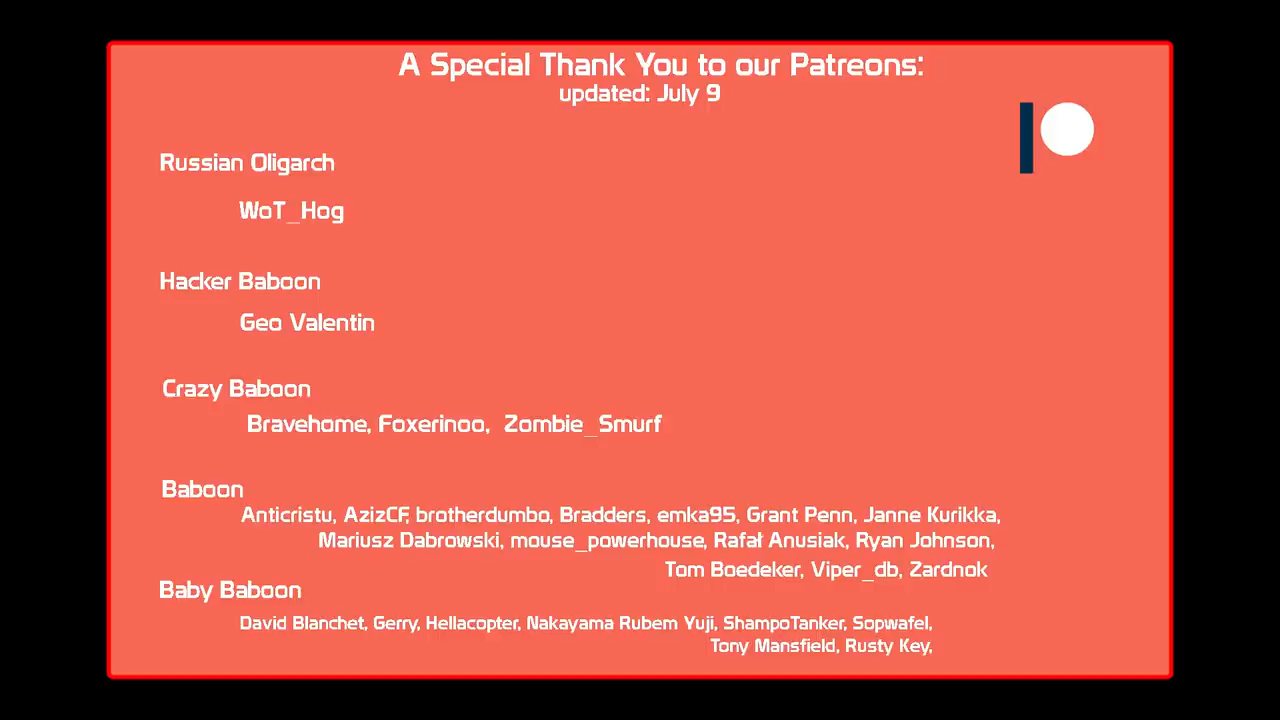 A Special Thank You to our Patreons:
updated: July 9
Russian Oligarch
WoT_Hog
Hacker Baboon
Geo Valentin
Crazy Baboon
Bravehome, Foxerinoo, Zombie_Smurf
Baboon
Anticristu, AzizCF, brotherdumbo, Bradders, emka95, Grant Penn, Janne Kurikka,
Mariusz Dabrowski, mouse_powerhouse, Rafał Anusiak, Ryan Johnson,
Tom Boedeker, Viper_db, Zardnok
Baby Baboon
David Blanchet, Gerry, Hellacopter, Nakayama Rubem Yuji, ShampoTanker, Sopwafel,
Tony Mansfield, Rusty Key,